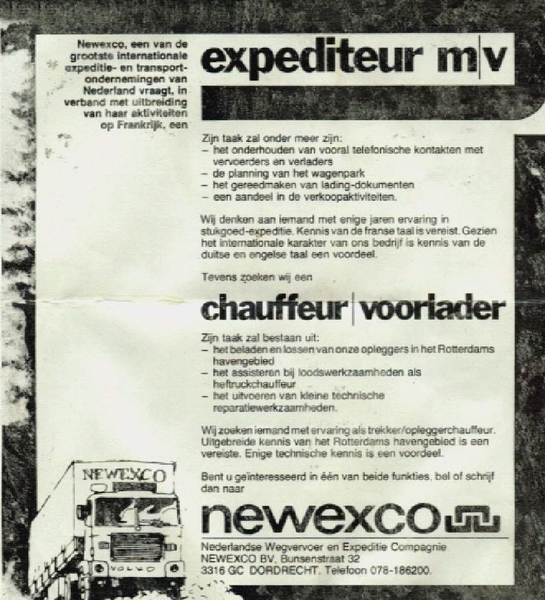 Newexco, een van de
grootste internationale
expeditie- en transport-
ondernemingen van
Nederland vraagt, in
verband met uitbreiding
van haar aktiviteiten
op Frankrijk, een
expediteur m|v
Zijn taak zal onder meer zijn:
– het onderhouden van vooral telefonische kontakten met
vervoerders en verladers
– de planning van het wagenpark
– het gereedmaken van lading-dokumenten
– een aandeel in de verkoopaktiviteiten.
Wij denken aan iemand met enige jaren ervaring in
stukgoed-expeditie. Kennis van de franse taal is vereist. Gezien
het internationale karakter van ons bedrijf is kennis van de
duitse en engelse taal een voordeel.
Tevens zoeken wij een
chauffeur|voorlader
Zijn taak zal bestaan uit:
– het beladen en lossen van onze opleggers in het Rotterdams
havengebied
– het assisteren bij loodswerkzaamheden als
heftruckchauffeur
– het uitvoeren van kleine technische
reparatiewerkzaamheden.
Wij zoeken iemand met ervaring als trekker/opleggerchauffeur.
Uitgebreide kennis van het Rotterdams havengebied is een
vereiste. Enige technische kennis is een voordeel.
Bent u geïnteresseerd in één van beide funkties, bel of schrijf
dan naar
newexco
Nederlandse Wegvervoer en Expeditie Compagnie
NEWEXCO BV, Bunsenstraat 32
3316 GC DORDRECHT. Telefoon 078-186200.
NEWEXCO
VOLVO